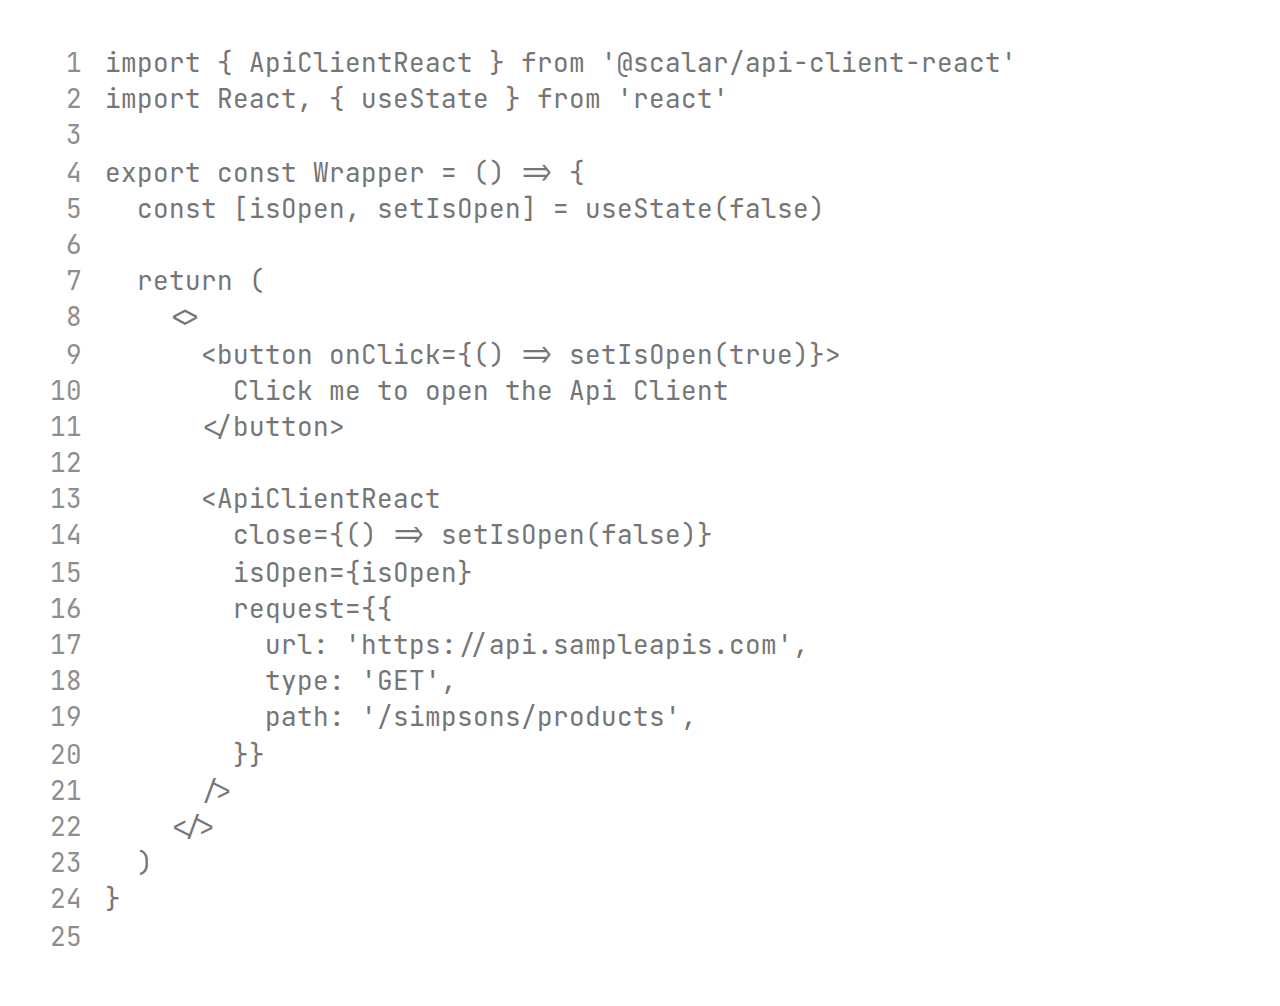 1 import { ApiClientReact } from '@scalar/api-client-react'
2 import React, { useState } from 'react'
3
4 export const Wrapper = () => {
5   const [isOpen, setIsOpen] = useState(false)
6
7   return (
8     <>
9       <button onClick={() => setIsOpen(true)}>
10         Click me to open the Api Client
11       </button>
12
13       <ApiClientReact
14         close={() => setIsOpen(false)}
15         isOpen={isOpen}
16         request={{
17           url: 'https://api.sampleapis.com',
18           type: 'GET',
19           path: '/simpsons/products',
20         }}
21       />
22     </>
23   )
24 }
25